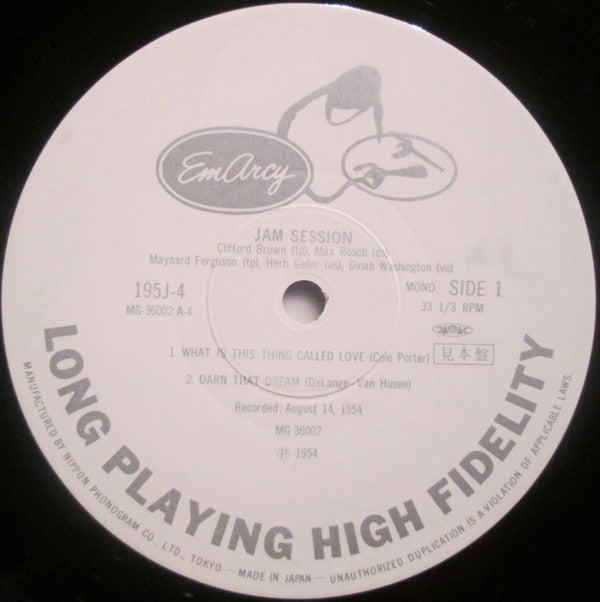 EmArcy
JAM SESSION
Clifford Brown (tp), Max Roach (ds)
Maynard Ferguson (tp), Herb Geller (as), Dinah Washington (vo)
195J-4
MG-36002 A-4
MONO SIDE 1
33 1/3 RPM
JASRAC
1. WHAT IS THIS THING CALLED LOVE (Cole Porter)
見本盤
2. DARN THAT DREAM (DeLange-Van Husen)
Recorded: August 14, 1954
MG 36002
Ⓟ 1954
LONG PLAYING HIGH FIDELITY
MANUFACTURED BY NIPPON PHONOGRAM CO., LTD., TOKYO — MADE IN JAPAN — UNAUTHORIZED DUPLICATION IS A VIOLATION OF APPLICABLE LAWS.